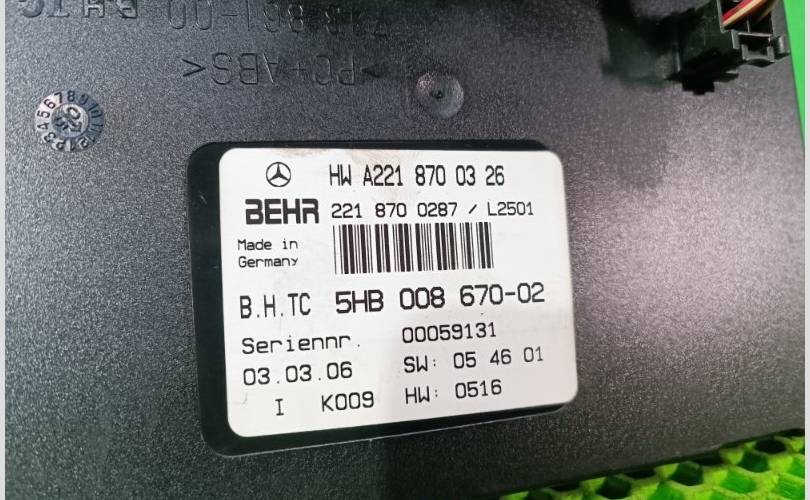 B.H.TC
>PC+ABS<
HW A221 870 03 26
BEHR 221 870 0287 / L2501
Made in
Germany
B.H.TC 5HB 008 670-02
Seriennr. 00059131
03.03.06 SW: 05 46 01
I K009 HW: 0516